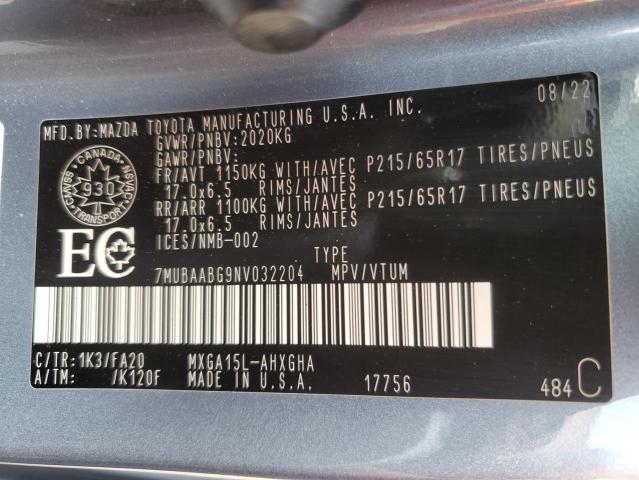 MFD.BY:MAZDA TOYOTA MANUFACTURING U.S.A. INC. 08/22
GVWR/PNBV:2020KG
GAWR/PNBV:
FR/AVT 1150KG WITH/AVEC P215/65R17 TIRES/PNEUS
17.0x6.5 RIMS/JANTES
RR/ARR 1100KG WITH/AVEC P215/65R17 TIRES/PNEUS
17.0x6.5 RIMS/JANTES
ICES/NMB-002
CANADA
CMVSS NSVAC
930
TRANSPORT
EC
TYPE
7MUBAABG9NV032204 MPV/VTUM
C/TR:1K3/FA20 MXGA15L-AHXGHA
A/TM: /K120F MADE IN U.S.A. 17756 484 C